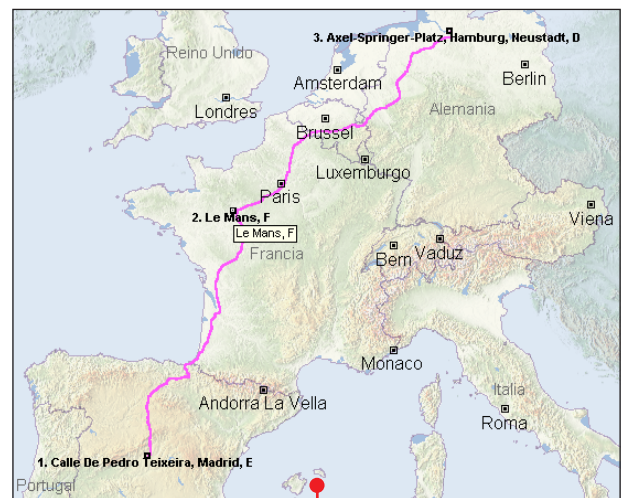 3. Axel-Springer-Platz, Hamburg, Neustadt, D
Reino Unido
Amsterdam
Berlin
Londres
Alemania
Brussel
Luxemburgo
Paris
2. Le Mans, F
Viena
Le Mans, F
Francia
Bern
Vaduz
Monaco
Andorra La Vella
Italia
Roma
1. Calle De Pedro Teixeira, Madrid, E
Portugal